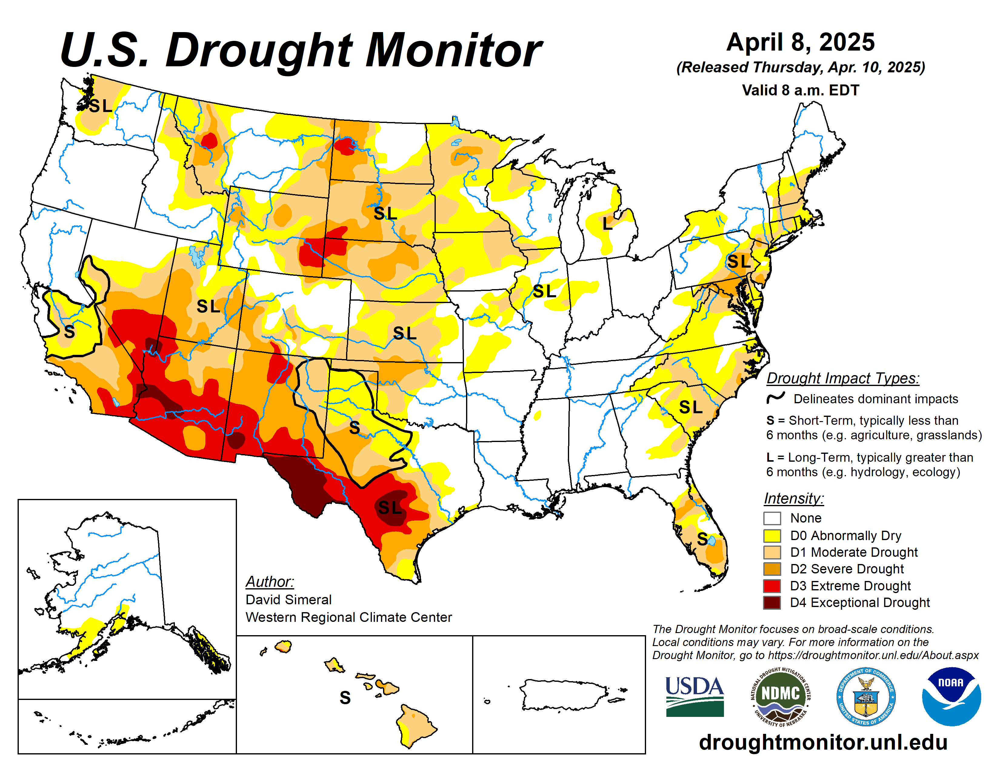 U.S. Drought Monitor
April 8, 2025
(Released Thursday, Apr. 10, 2025)
Valid 8 a.m. EDT
SL
SL
L
SL
SL
SL
S
SL
SL
S
SL
SL
S
S
Drought Impact Types:
Delineates dominant impacts
S = Short-Term, typically less than
6 months (e.g. agriculture, grasslands)
L = Long-Term, typically greater than
6 months (e.g. hydrology, ecology)
Intensity:
None
D0 Abnormally Dry
D1 Moderate Drought
D2 Severe Drought
D3 Extreme Drought
D4 Exceptional Drought
Author:
David Simeral
Western Regional Climate Center
The Drought Monitor focuses on broad-scale conditions.
Local conditions may vary. For more information on the
Drought Monitor, go to https://droughtmonitor.unl.edu/About.aspx
S
USDA
NATIONAL DROUGHT MITIGATION CENTER
NDMC
UNIVERSITY OF NEBRASKA
DEPARTMENT OF COMMERCE
UNITED STATES OF AMERICA
NOAA
droughtmonitor.unl.edu